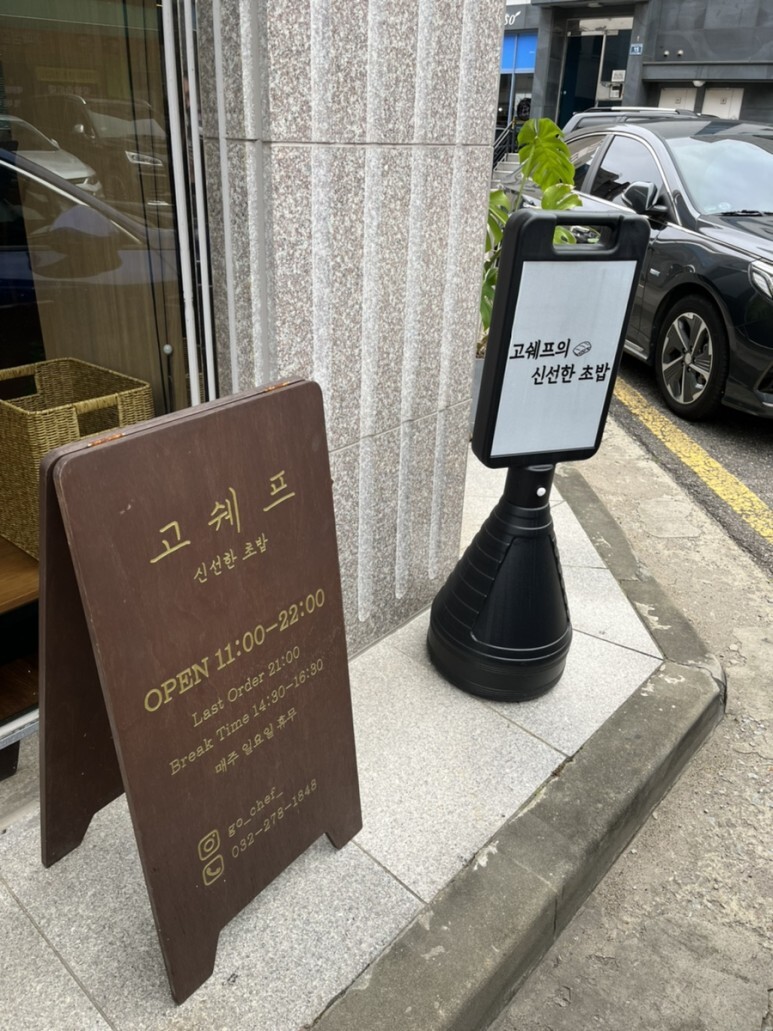 고쉐프
신선한 초밥
OPEN 11:00-22:00
Last Order 21:00
Break Time 14:30-16:30
매주 일요일 휴무
go_chef_
032-278-1848
고쉐프의
신선한 초밥